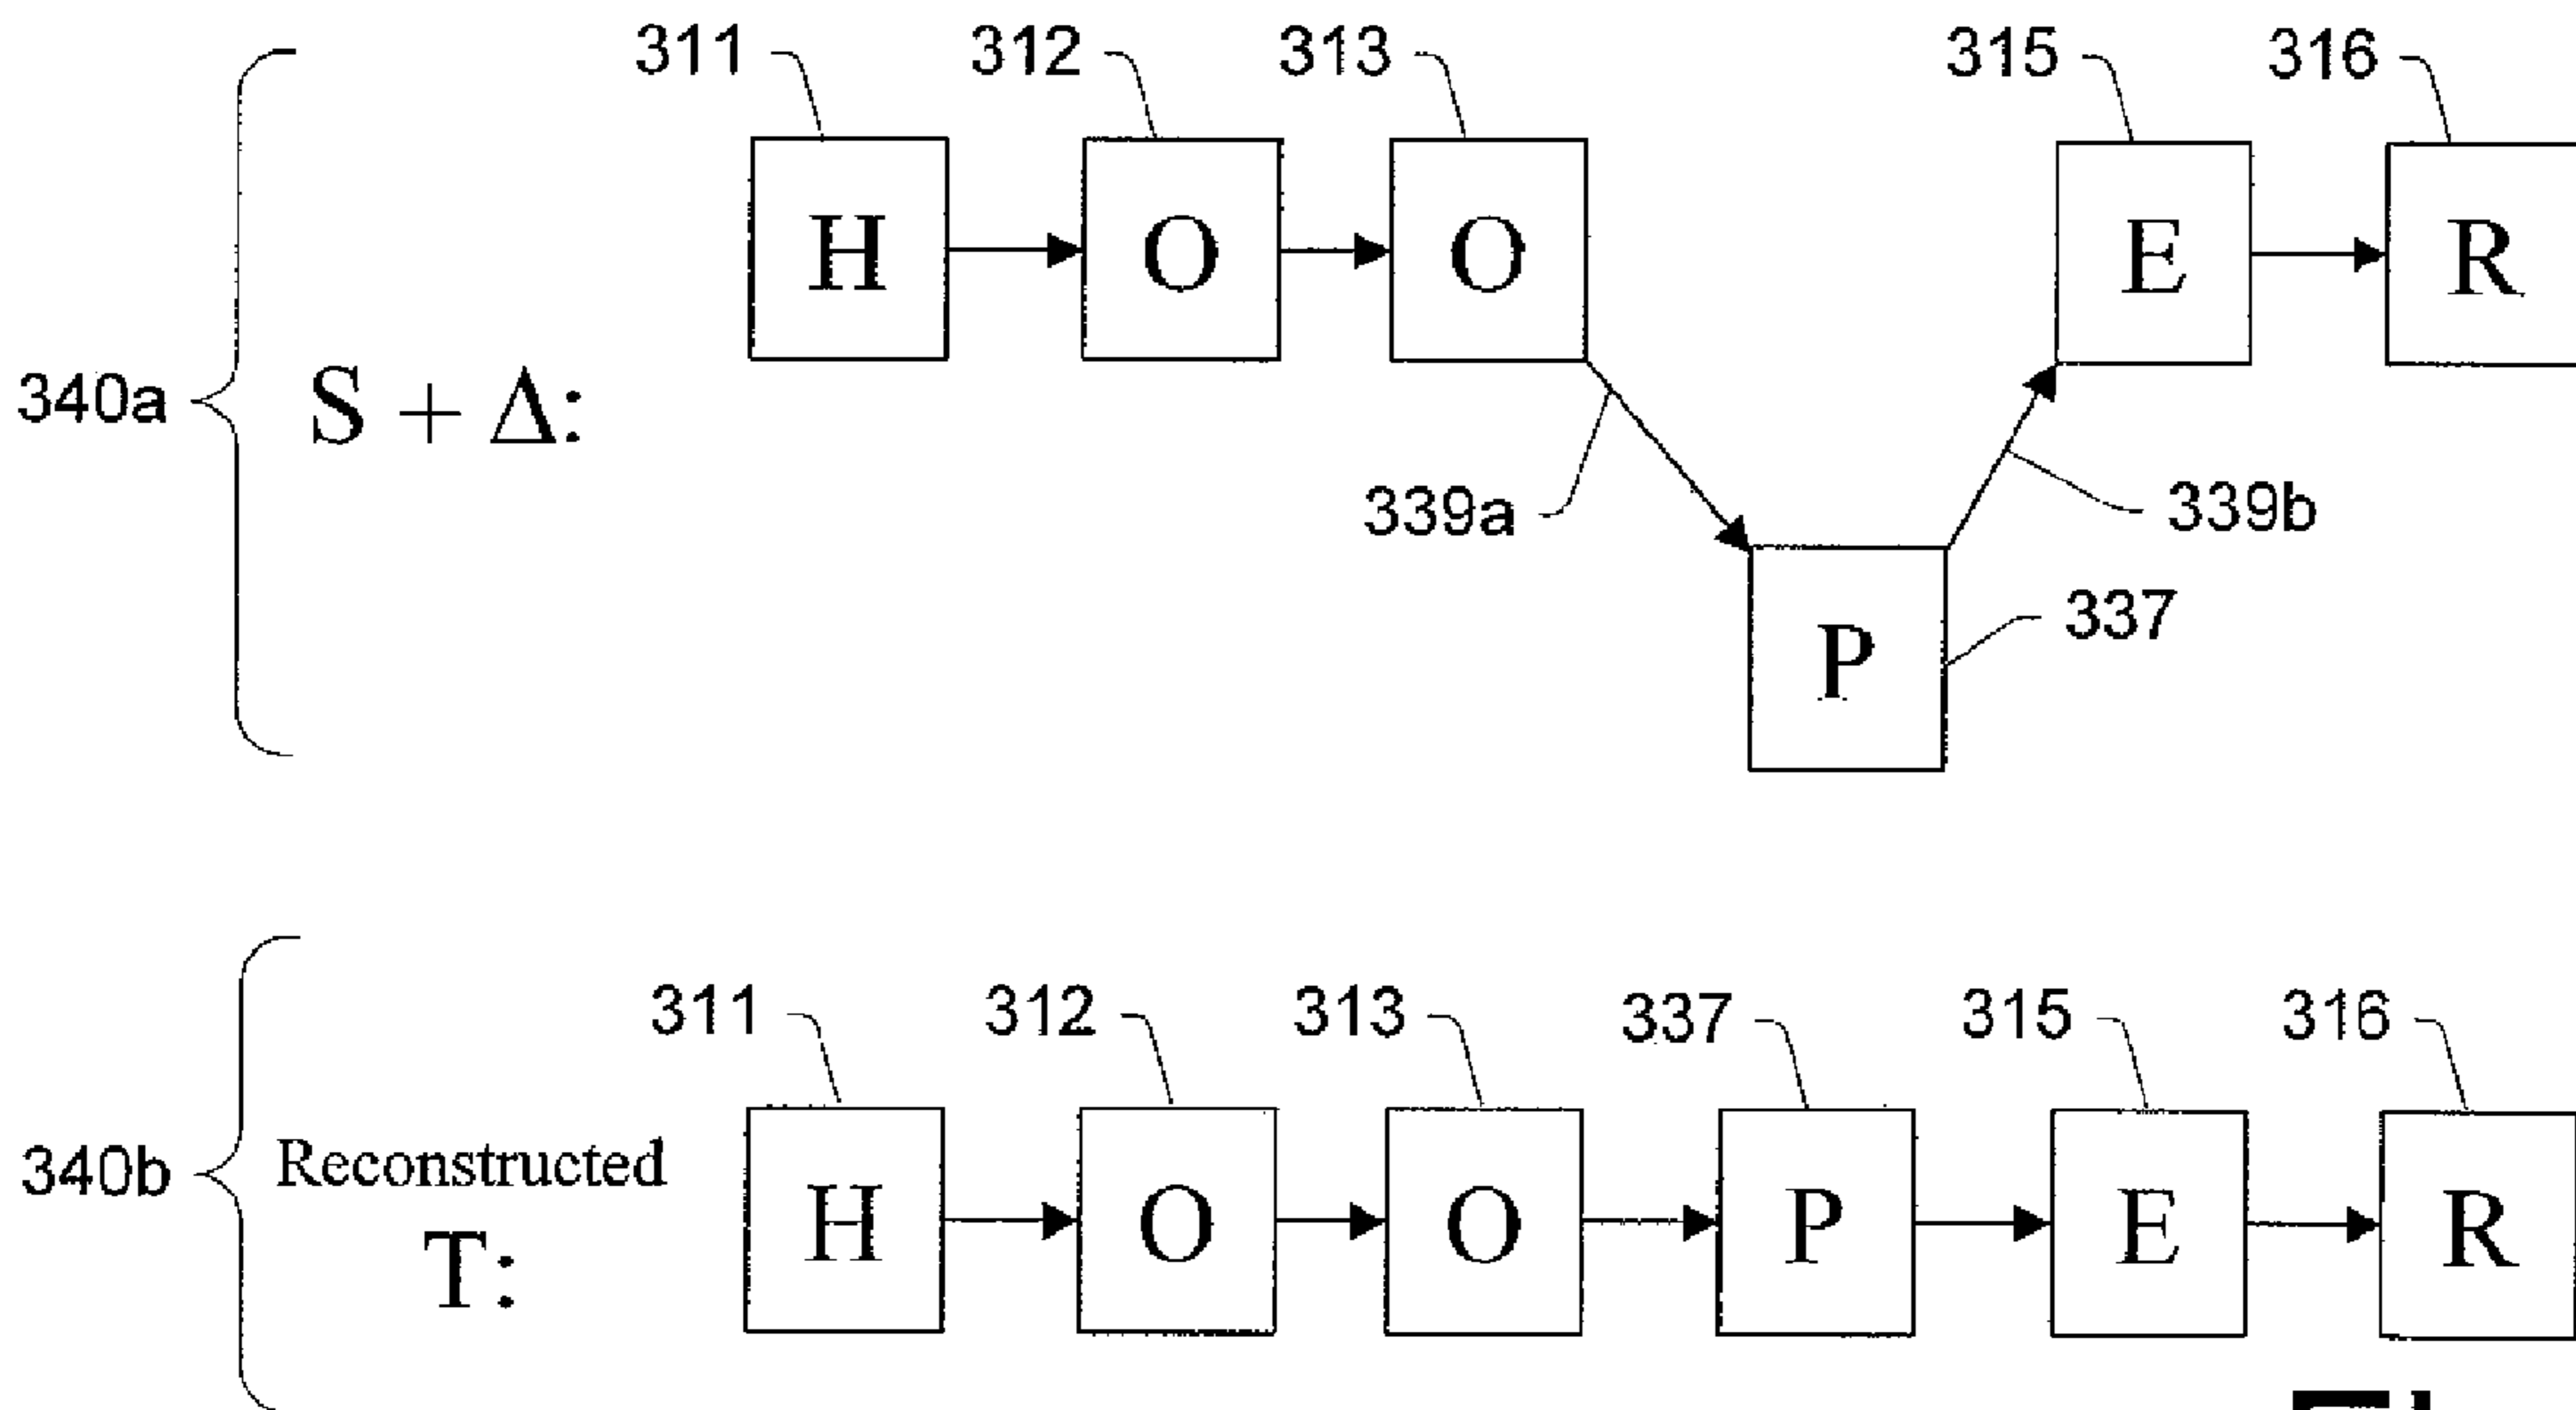 311 312 313 315 316
H O O E R
340a S + Δ:
339a 339b
P 337
311 312 313 337 315 316
340b Reconstructed
T:
H O O P E R